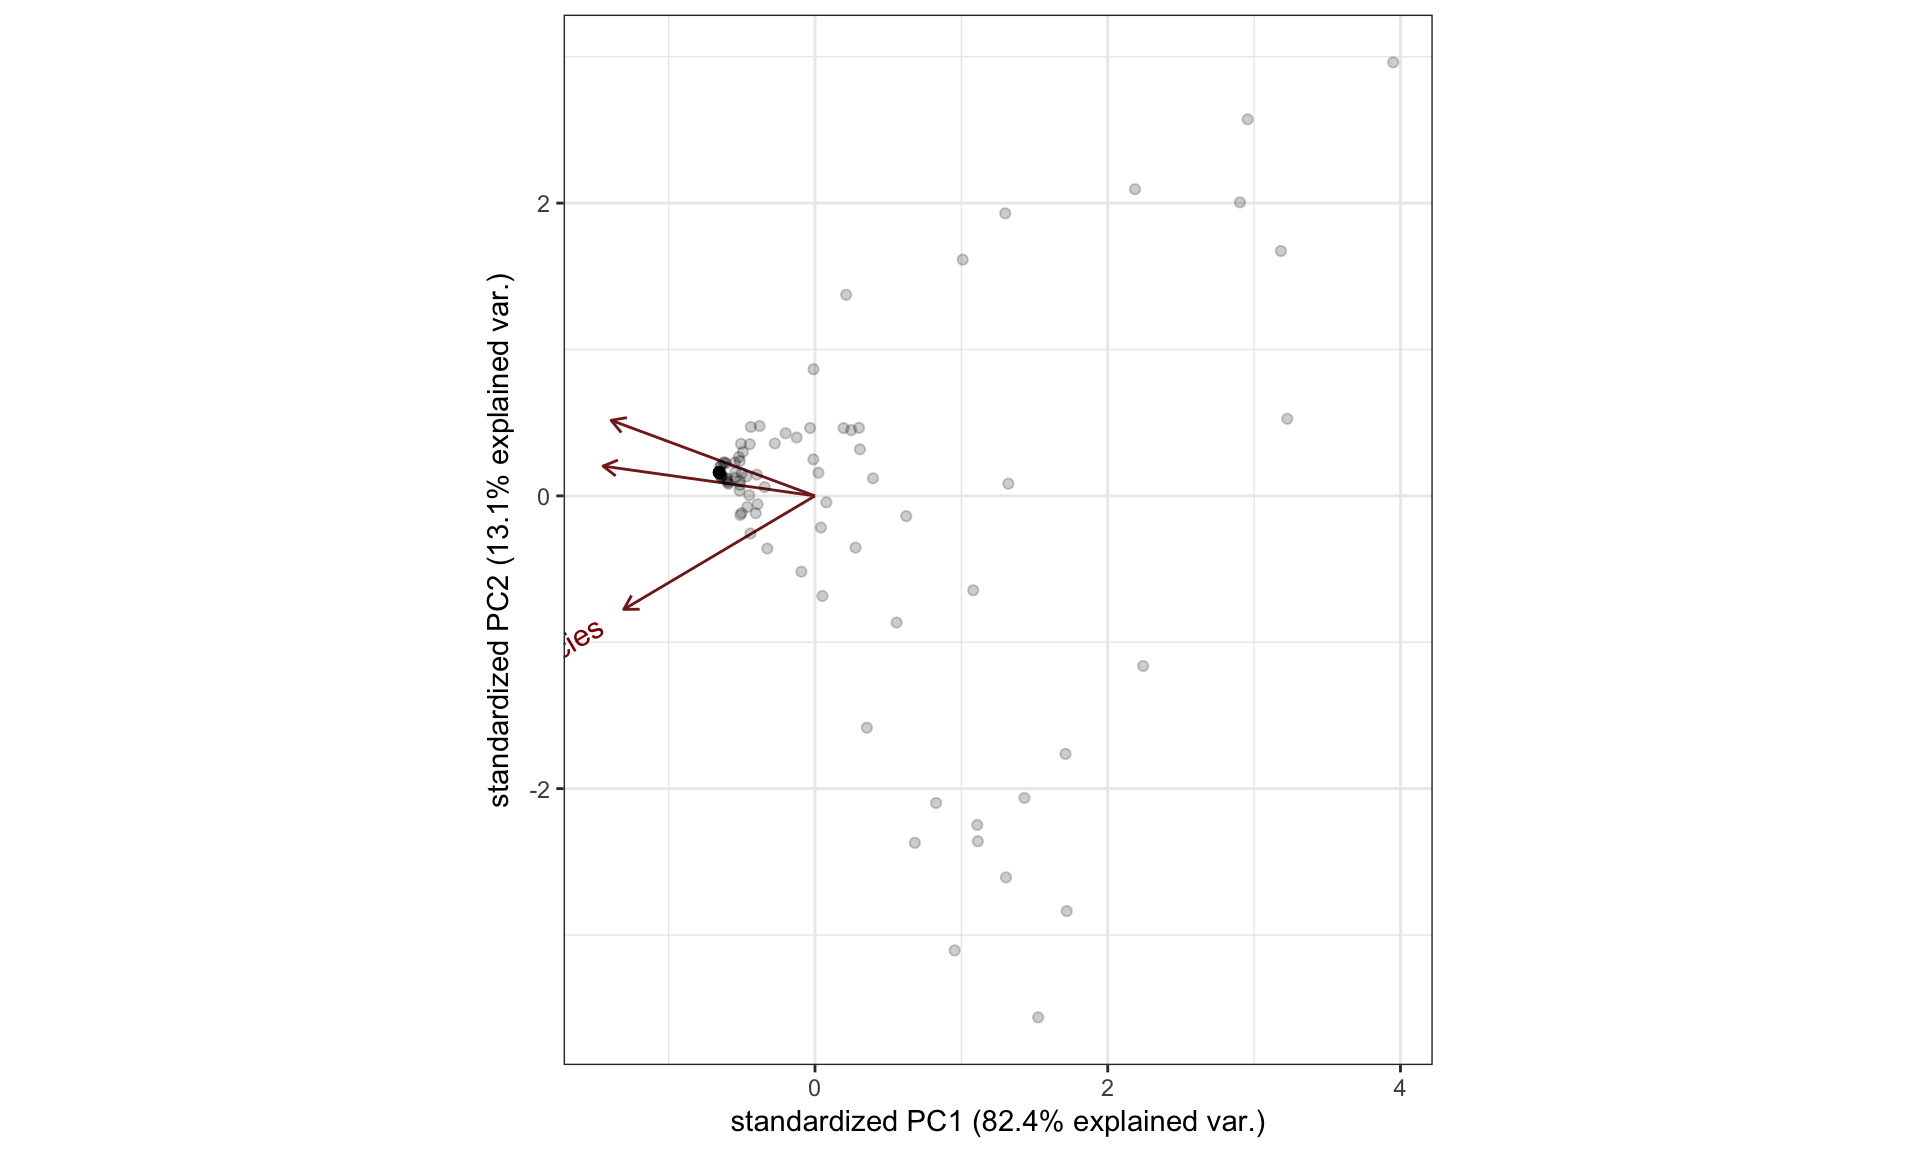 standardized PC2 (13.1% explained var.)
2
0
-2
cies
0
2
4
standardized PC1 (82.4% explained var.)